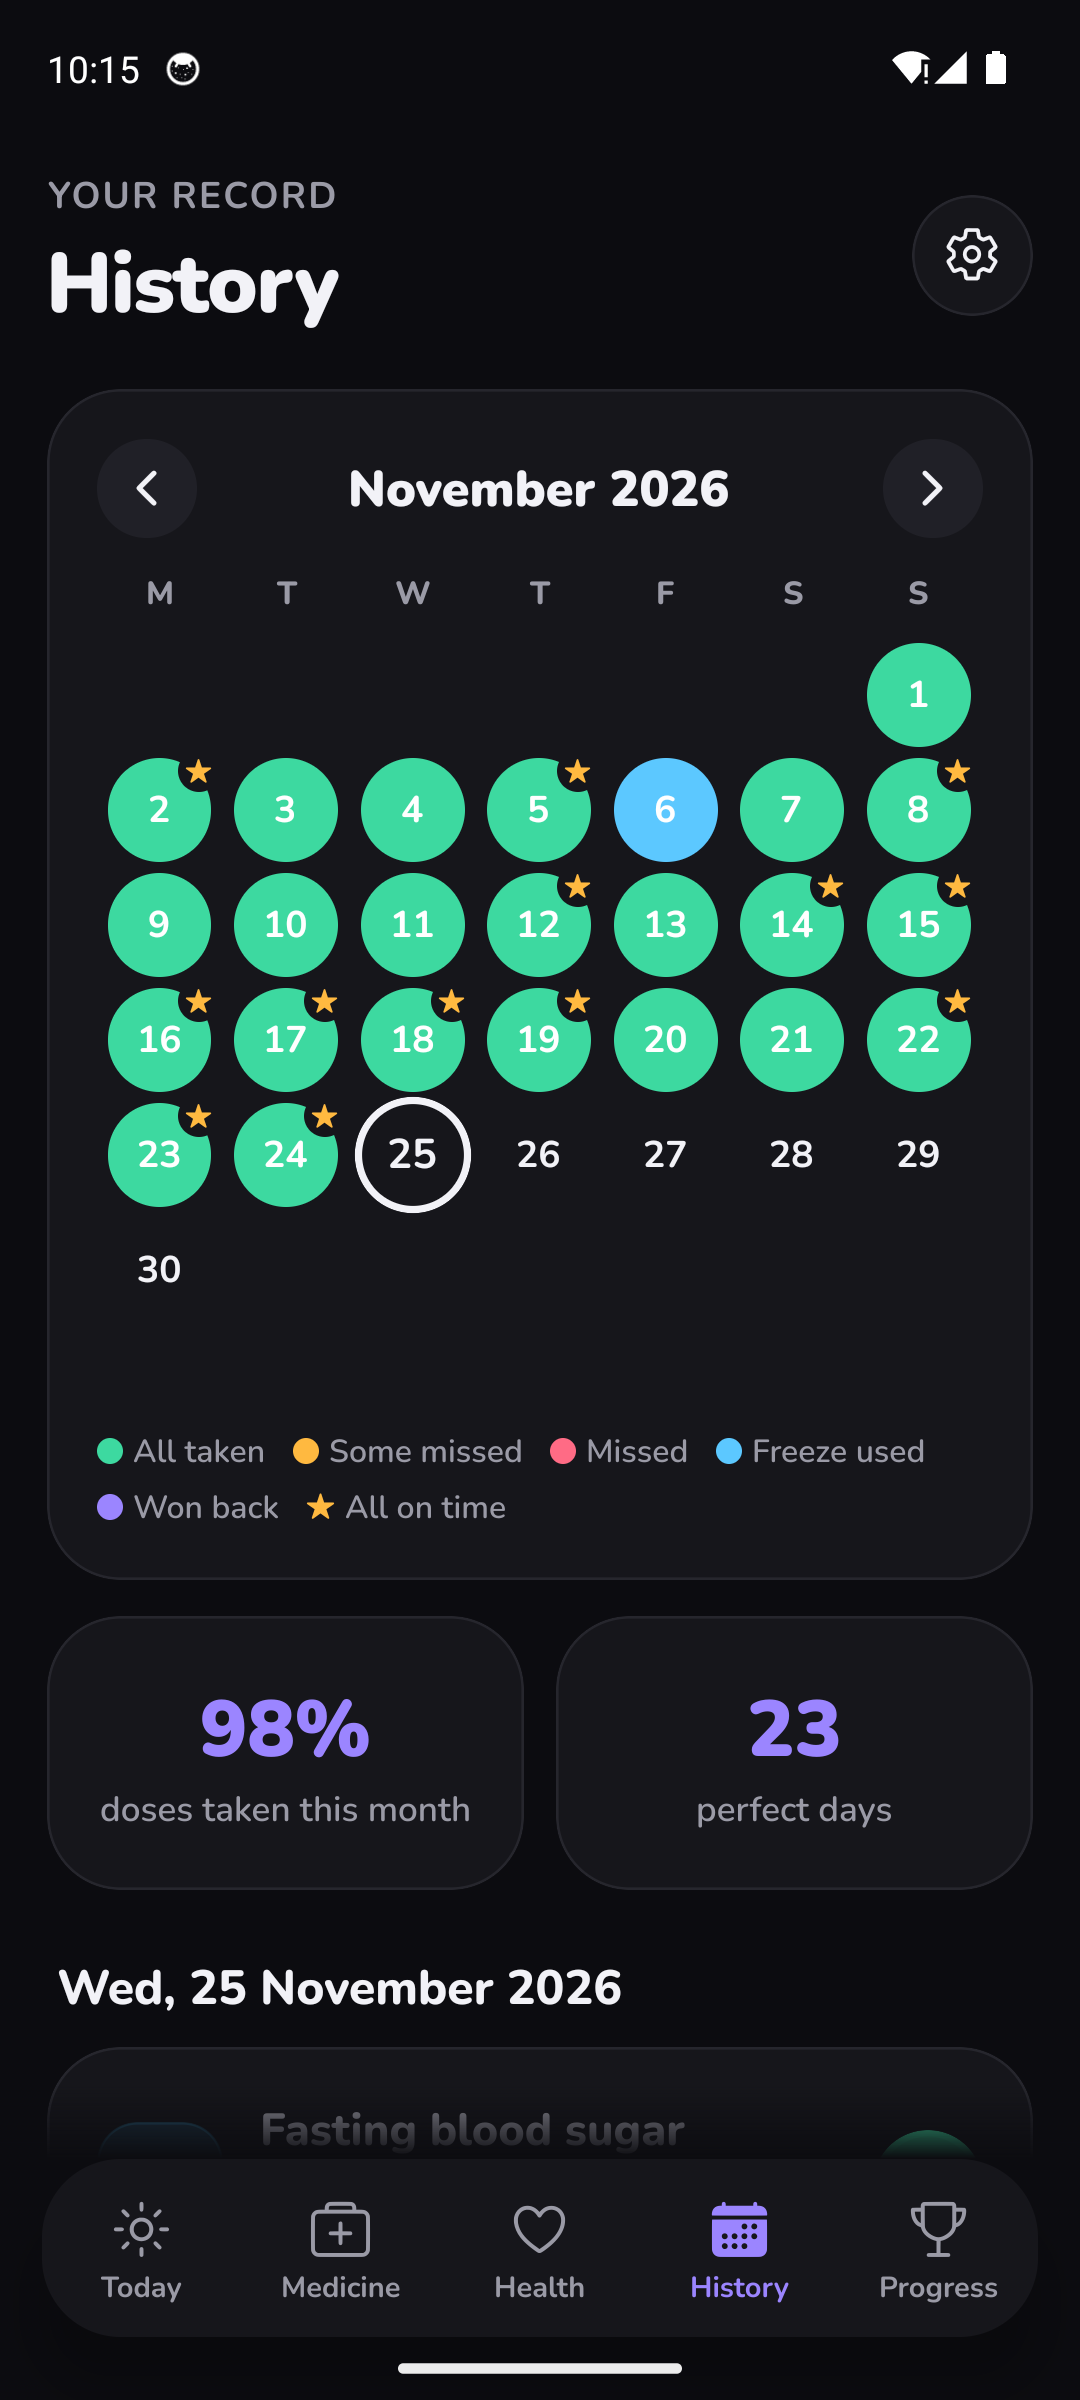 10:15
YOUR RECORD
History
November 2026
M T W T F S S
1
2 3 4 5 6 7 8
9 10 11 12 13 14 15
16 17 18 19 20 21 22
23 24 25 26 27 28 29
30
All taken Some missed Missed Freeze used
Won back All on time
98% 23
doses taken this month perfect days
Wed, 25 November 2026
Fasting blood sugar
Today Medicine Health History Progress